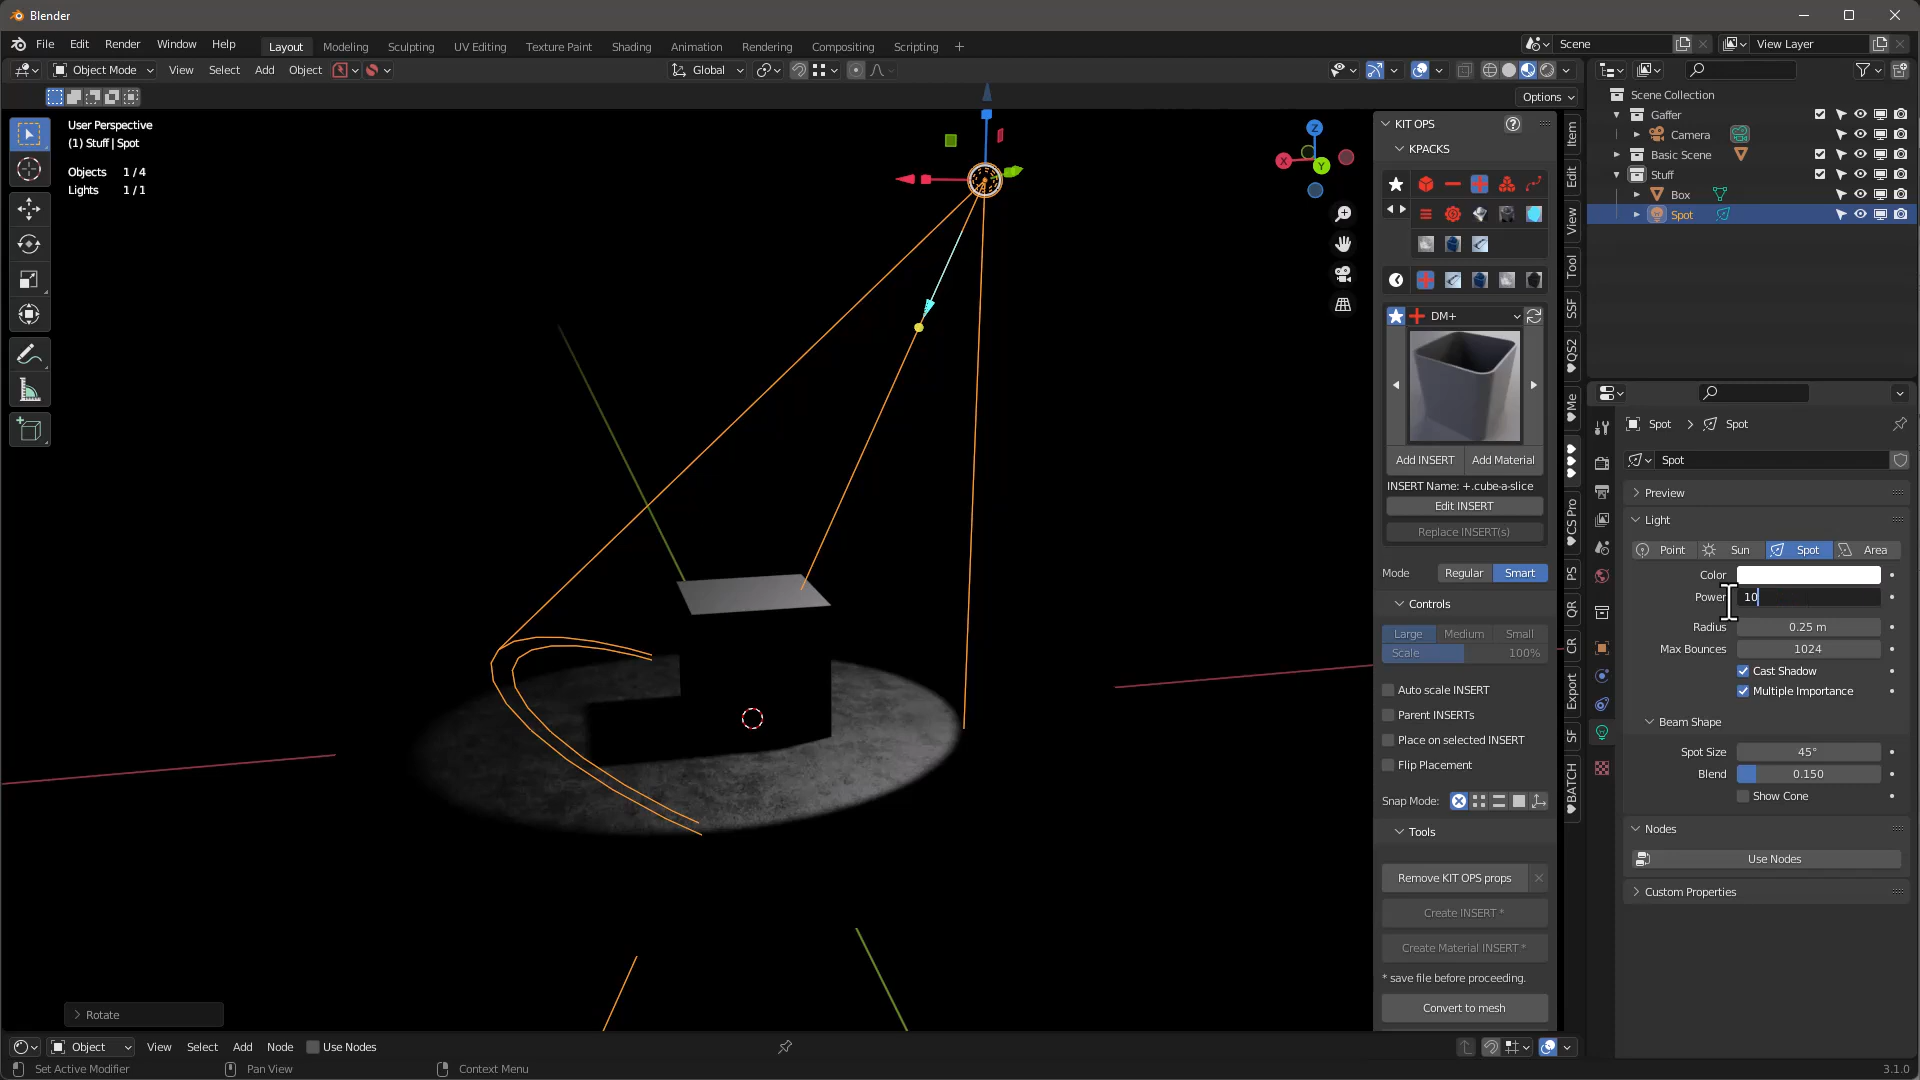 Blender
File Edit Render Window Help Layout Modeling Sculpting UV Editing Texture Paint Shading Animation Rendering Compositing Scripting + Scene View Layer
Object Mode View Select Add Object Global
Options
User Perspective
(1) Stuff | Spot
Objects 1/4
Lights 1/1
Z
X
Y
Rotate
KIT OPS
KPACKS
DM+
Add INSERT Add Material
INSERT Name: +.cube-a-slice
Edit INSERT
Replace INSERT(s)
Mode Regular Smart
Controls
Large Medium Small
Scale 100%
Auto scale INSERT
Parent INSERTs
Place on selected INSERT
Flip Placement
Snap Mode:
Tools
Remove KIT OPS props
Create INSERT *
Create Material INSERT *
* save file before proceeding.
Convert to mesh
Item
Edit
View
Tool
SSF
QS2
Me
CS Pro
PS
QR
CR
Export
SF
BATCH
Scene Collection
Gaffer
Camera
Basic Scene
Stuff
Box
Spot
Spot > Spot
Spot
Preview
Light
Point Sun Spot Area
Color
Power 10
Radius 0.25 m
Max Bounces 1024
Cast Shadow
Multiple Importance
Beam Shape
Spot Size 45°
Blend 0.150
Show Cone
Nodes
Use Nodes
Custom Properties
Object View Select Add Node Use Nodes
Set Active Modifier Pan View Context Menu 3.1.0